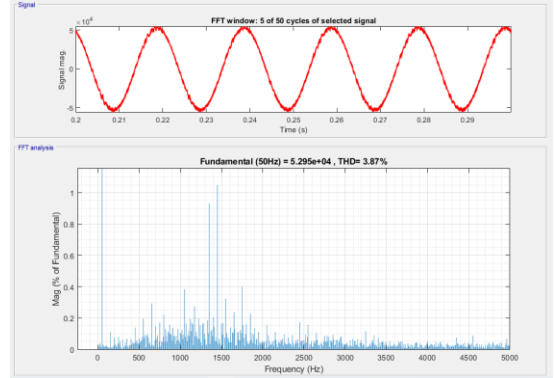 Signal
FFT window: 5 of 50 cycles of selected signal
×10⁴
5
0
-5
Signal mag.
0.2 0.21 0.22 0.23 0.24 0.25 0.26 0.27 0.28 0.29
Time (s)
FFT analysis
Fundamental (50Hz) = 5.295e+04 , THD= 3.87%
1
0.8
0.6
0.4
0.2
0
Mag (% of Fundamental)
0 500 1000 1500 2000 2500 3000 3500 4000 4500 5000
Frequency (Hz)